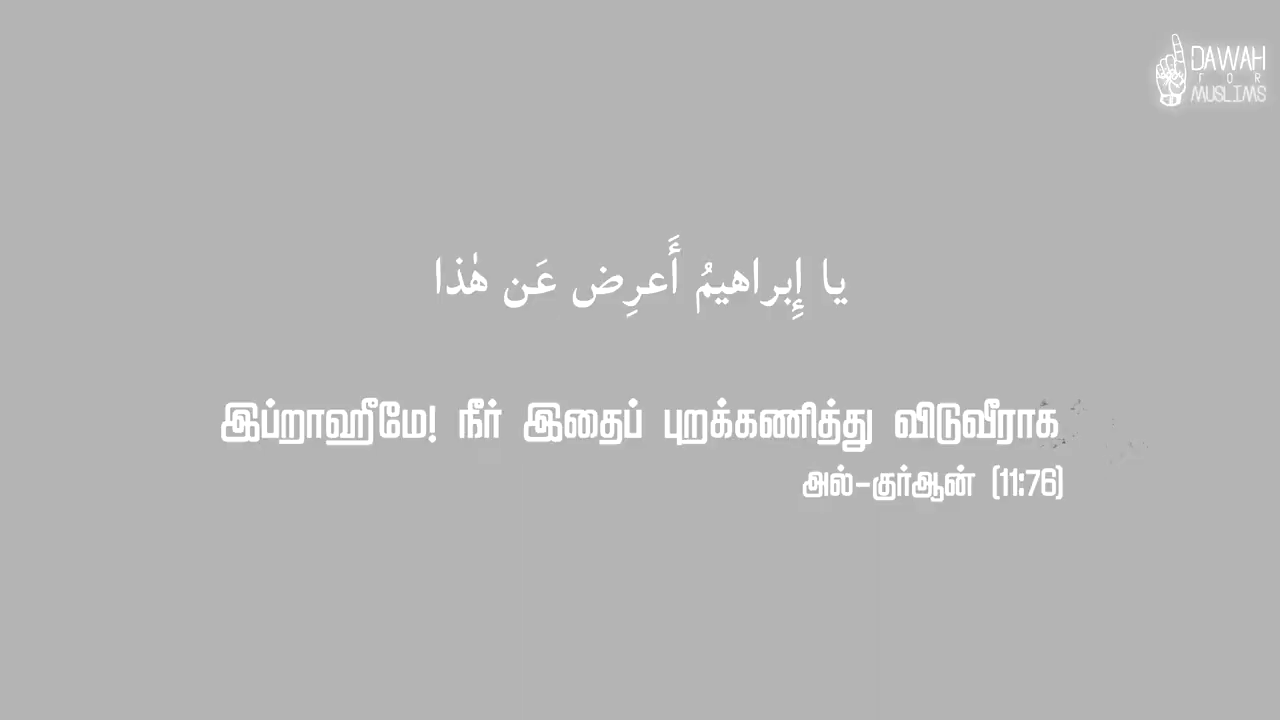 DAWAH
FOR
MUSLIMS
يا إِبراهيمُ أَعرِض عَن هٰذا
இப்றாஹீமே! நீர் இதைப் புறக்கணித்து விடுவீராக
அல்-குர்ஆன் (11:76)